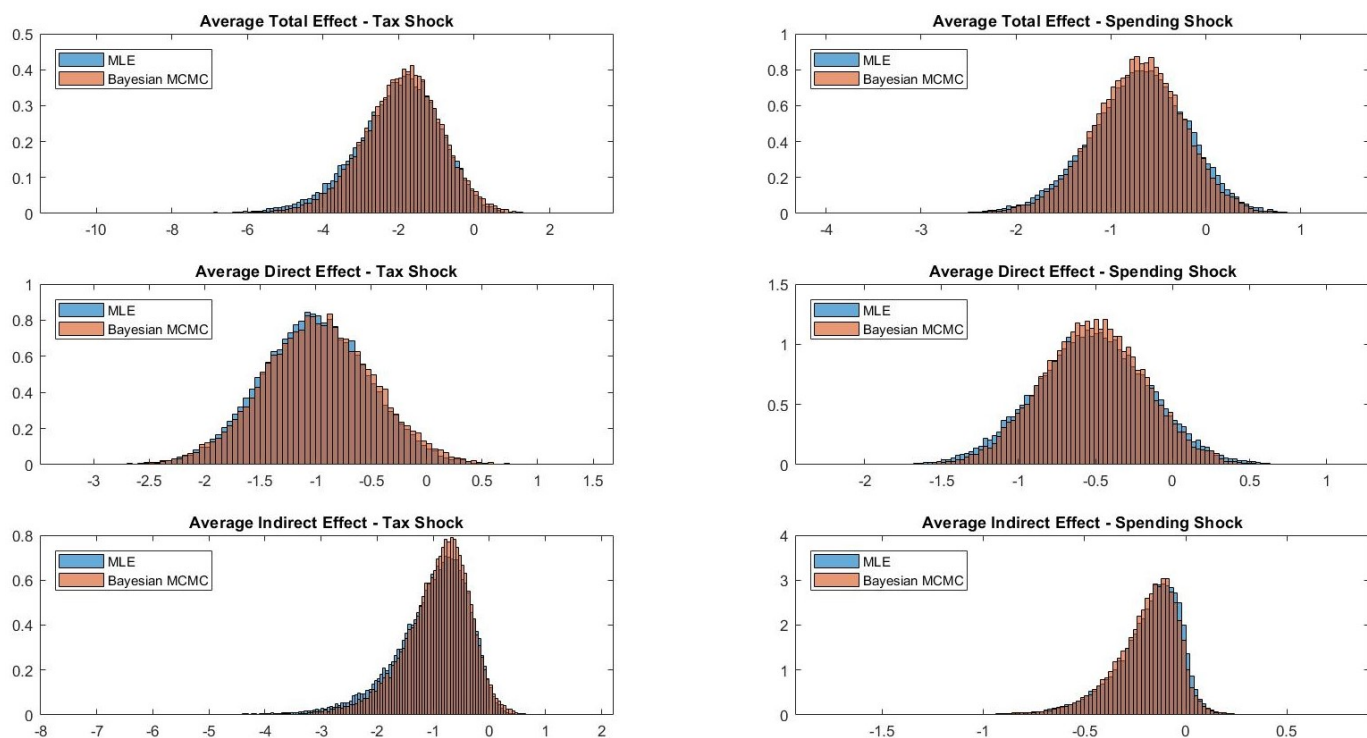 Average Total Effect - Tax Shock
0.5
0.4
0.3
0.2
0.1
0
MLE
Bayesian MCMC
-10 -8 -6 -4 -2 0 2
Average Total Effect - Spending Shock
1
0.8
0.6
0.4
0.2
0
MLE
Bayesian MCMC
-4 -3 -2 -1 0 1
Average Direct Effect - Tax Shock
1
0.8
0.6
0.4
0.2
0
MLE
Bayesian MCMC
-3 -2.5 -2 -1.5 -1 -0.5 0 0.5 1 1.5
Average Direct Effect - Spending Shock
1.5
1
0.5
0
MLE
Bayesian MCMC
-2 -1.5 -1 -0.5 0 0.5 1
Average Indirect Effect - Tax Shock
0.8
0.6
0.4
0.2
0
MLE
Bayesian MCMC
-8 -7 -6 -5 -4 -3 -2 -1 0 1 2
Average Indirect Effect - Spending Shock
4
3
2
1
0
MLE
Bayesian MCMC
-1.5 -1 -0.5 0 0.5